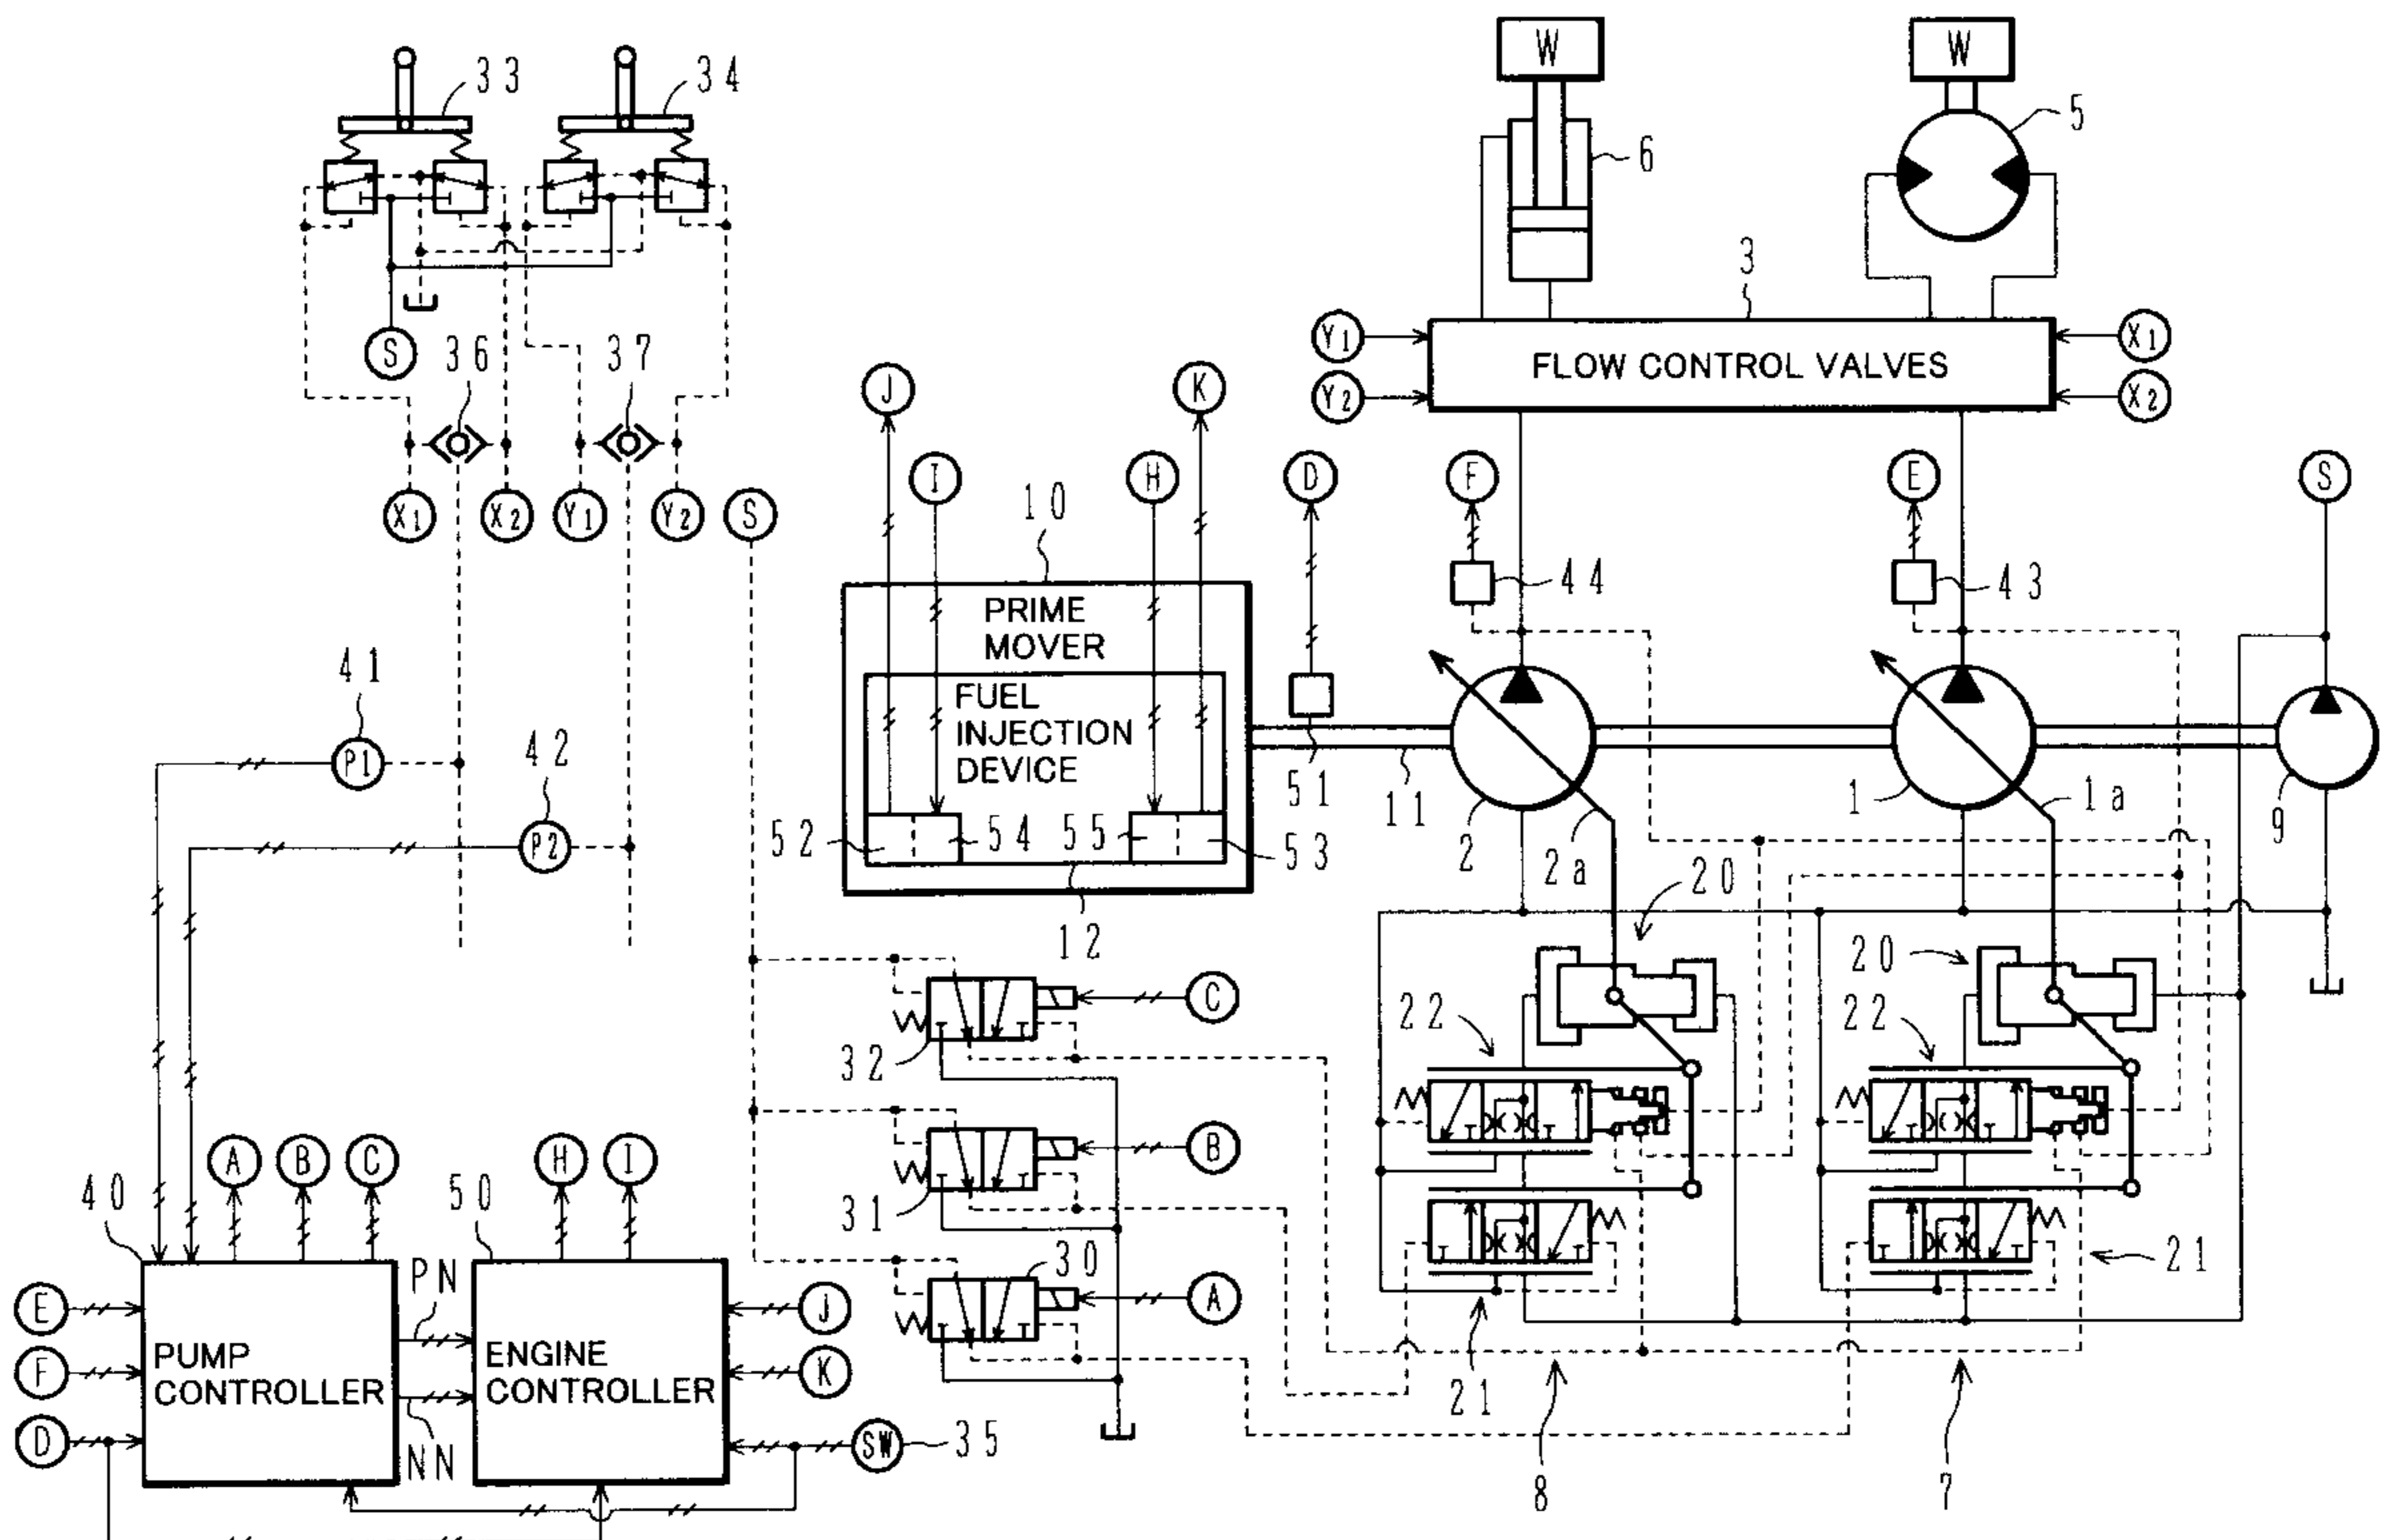 W
W
33
34
5
6
3
S
36
37
J
K
Y1
Y2
FLOW CONTROL VALVES
X1
X2
X1
X2
Y1
Y2
S
I
H
D
F
E
S
10
44
43
PRIME
MOVER
41
P1
42
P2
FUEL
INJECTION
DEVICE
51
11
2
2a
1
1a
9
52
54
55
53
12
20
20
C
32
22
22
B
31
30
A
21
21
8
7
40
A
B
C
50
H
I
PN
E
F
D
PUMP
CONTROLLER
ENGINE
CONTROLLER
J
K
SW
35
NN